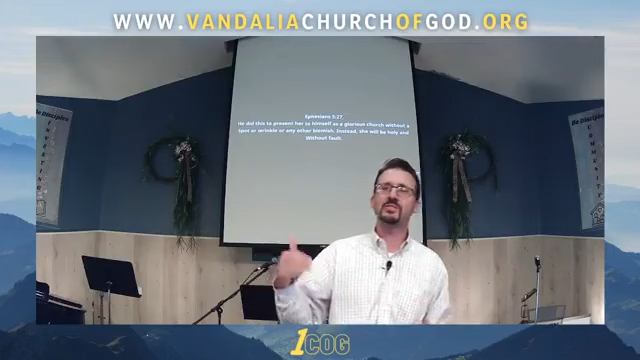 WWW.VANDALIACHURCHOFGOD.ORG
Ephesians 5:27,
He did this to present her to himself as a glorious church without a
spot or wrinkle or any other blemish. Instead, she will be holy and
Without fault.
1COG